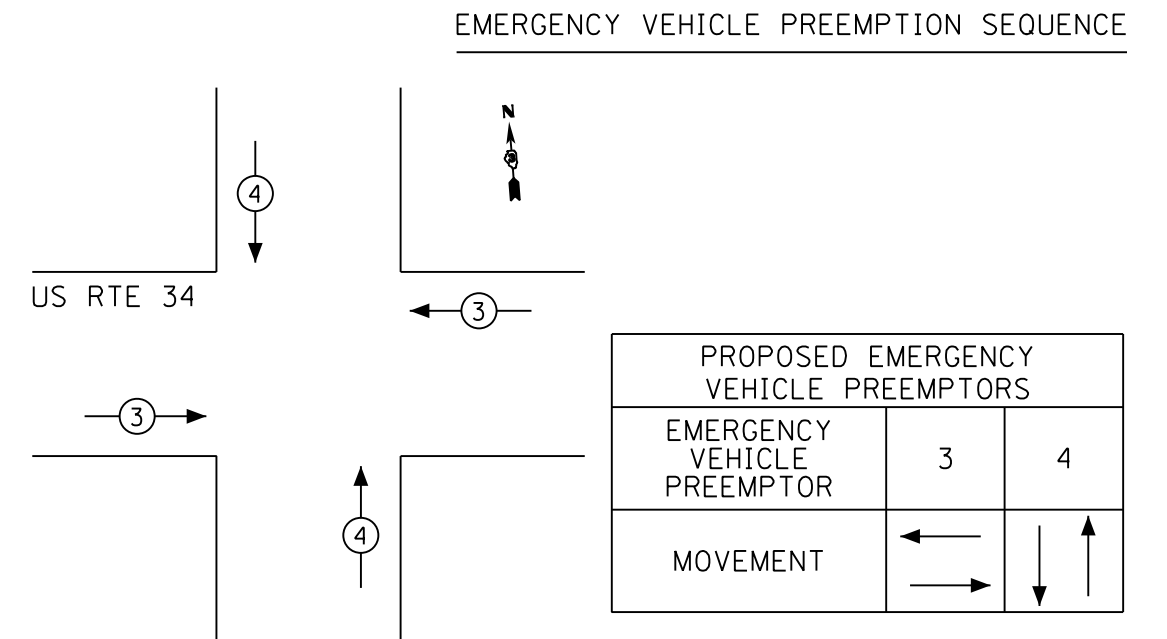 EMERGENCY VEHICLE PREEMPTION SEQUENCE
N
4
US RTE 34
3
3
4
PROPOSED EMERGENCY
VEHICLE PREEMPTORS
EMERGENCY
VEHICLE
PREEMPTOR
3
4
MOVEMENT